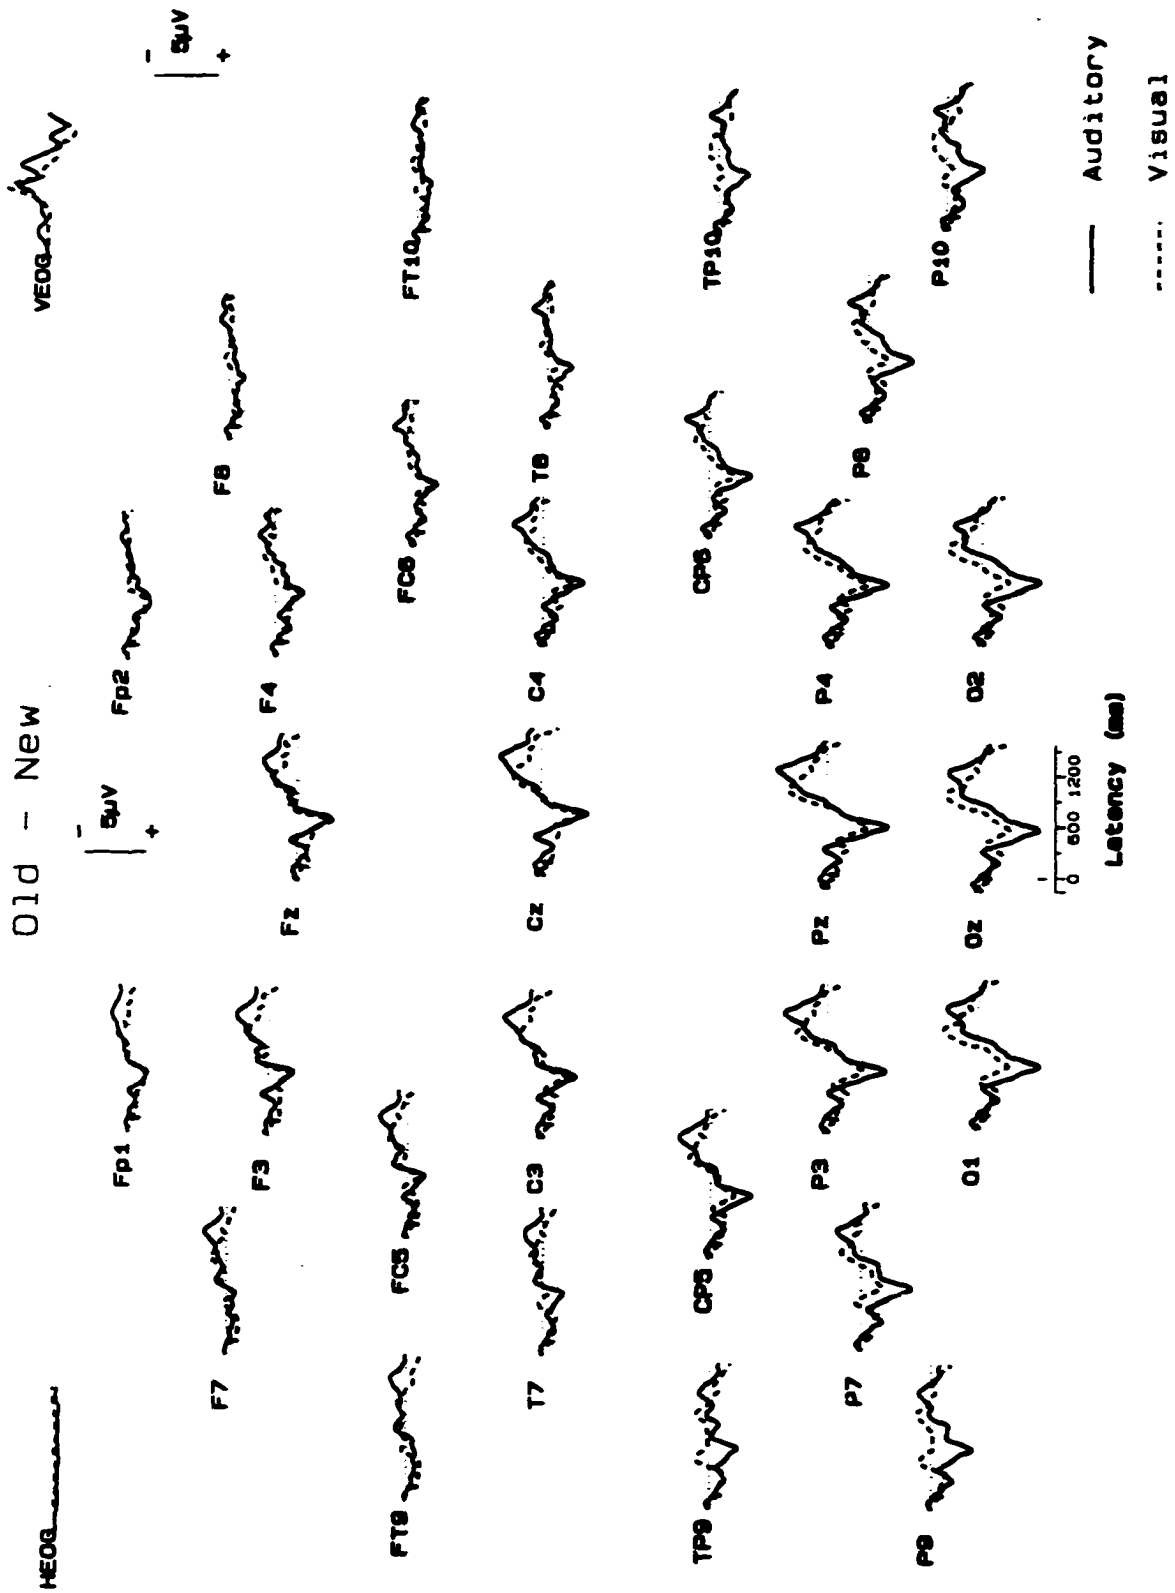 Old - New
HEOG
VEOG
5µV
- +
5µV
- +
Fp1
Fp2
F7
F3
Fz
F4
F8
FT9
FC5
FC6
FT10
T7
C3
Cz
C4
T8
TP9
CP5
CP6
TP10
P7
P3
Pz
P4
P8
P9
O1
Oz
O2
P10
0 600 1200
Latency (ms)
Auditory
Visual